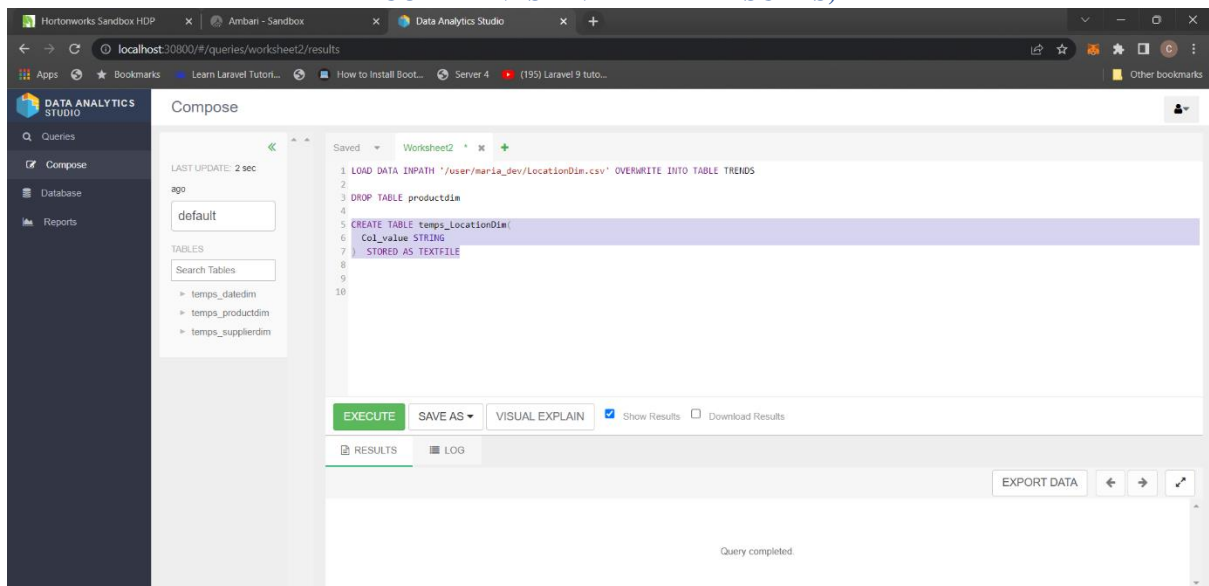 Hortonworks Sandbox HDP
Ambari - Sandbox
Data Analytics Studio
localhost:30800/#/queries/worksheet2/results
C
Apps
Bookmarks
Learn Laravel Tutori...
How to Install Boot...
Server 4
(195) Laravel 9 tuto...
Other bookmarks
DATA ANALYTICS
STUDIO
Compose
Queries
Compose
Database
Reports
LAST UPDATE: 2 sec
ago
default
TABLES
Search Tables
temps_datedim
temps_productdim
temps_supplierdim
Saved
Worksheet2 *
1 LOAD DATA INPATH '/user/maria_dev/LocationDim.csv' OVERWRITE INTO TABLE TRENDS
2
3 DROP TABLE productdim
4
5 CREATE TABLE temps_LocationDim(
6 Col_value STRING
7 ) STORED AS TEXTFILE
8
9
10
EXECUTE
SAVE AS
VISUAL EXPLAIN
Show Results
Download Results
RESULTS
LOG
EXPORT DATA
Query completed.